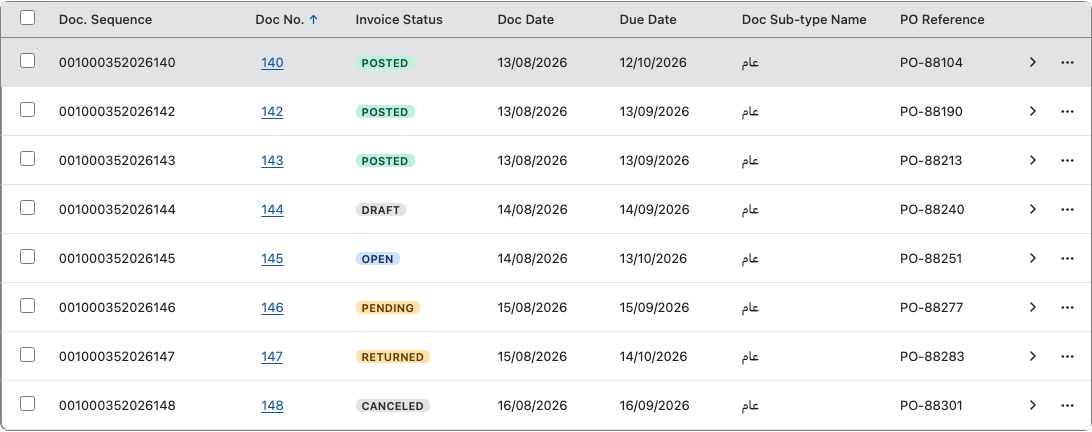 Doc. Sequence Doc No. ↑ Invoice Status Doc Date Due Date Doc Sub-type Name PO Reference
001000352026140 140 POSTED 13/08/2026 12/10/2026 عام PO-88104
001000352026142 142 POSTED 13/08/2026 13/09/2026 عام PO-88190
001000352026143 143 POSTED 13/08/2026 13/09/2026 عام PO-88213
001000352026144 144 DRAFT 14/08/2026 14/09/2026 عام PO-88240
001000352026145 145 OPEN 14/08/2026 13/10/2026 عام PO-88251
001000352026146 146 PENDING 15/08/2026 15/09/2026 عام PO-88277
001000352026147 147 RETURNED 15/08/2026 14/10/2026 عام PO-88283
001000352026148 148 CANCELED 16/08/2026 16/09/2026 عام PO-88301